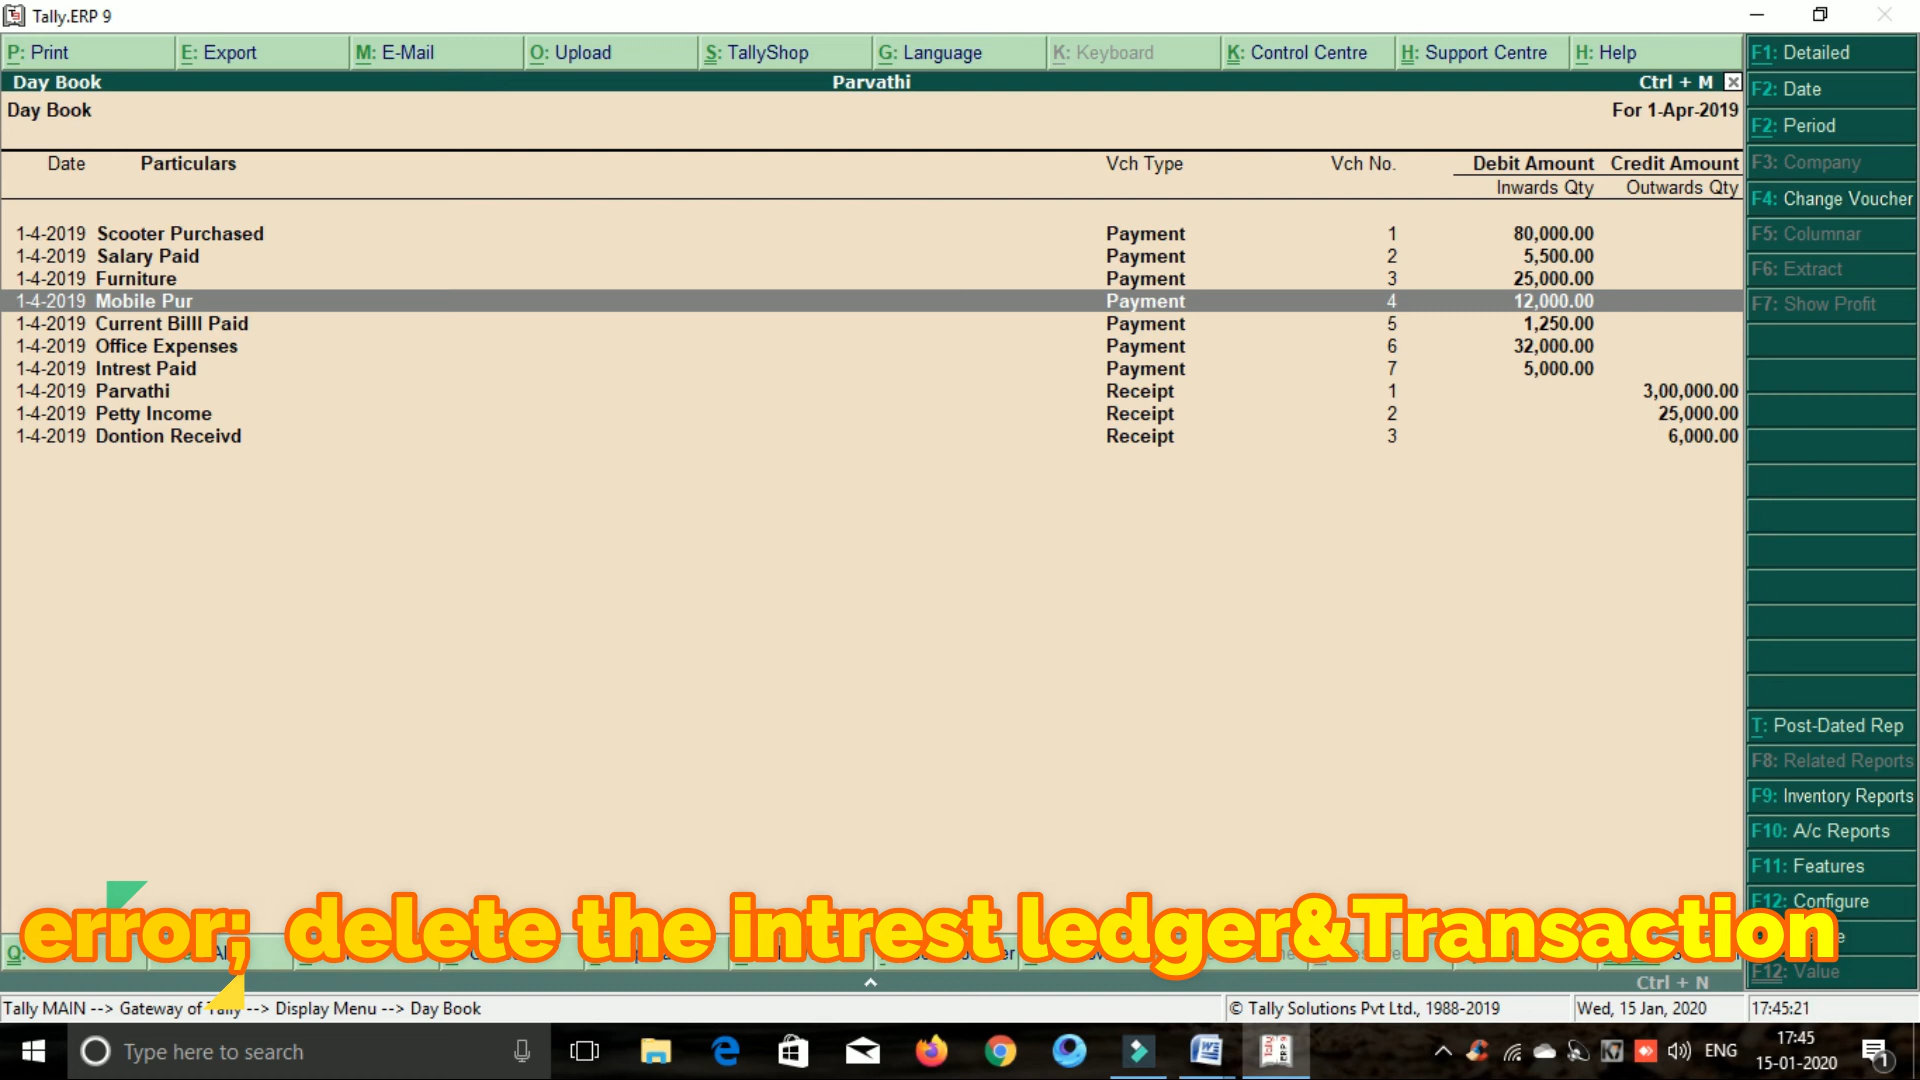 Tally.ERP 9
P: Print E: Export M: E-Mail O: Upload S: TallyShop G: Language K: Keyboard K: Control Centre H: Support Centre H: Help
Day Book Parvathi Ctrl + M
Day Book For 1-Apr-2019
Date Particulars Vch Type Vch No. Debit Amount Credit Amount
Inwards Qty Outwards Qty
1-4-2019 Scooter Purchased Payment 1 80,000.00
1-4-2019 Salary Paid Payment 2 5,500.00
1-4-2019 Furniture Payment 3 25,000.00
1-4-2019 Mobile Pur Payment 4 12,000.00
1-4-2019 Current Billl Paid Payment 5 1,250.00
1-4-2019 Office Expenses Payment 6 32,000.00
1-4-2019 Intrest Paid Payment 7 5,000.00
1-4-2019 Parvathi Receipt 1 3,00,000.00
1-4-2019 Petty Income Receipt 2 25,000.00
1-4-2019 Dontion Receivd Receipt 3 6,000.00
F1: Detailed
F2: Date
F2: Period
F3: Company
F4: Change Voucher
F5: Columnar
F6: Extract
F7: Show Profit
T: Post-Dated Rep
F8: Related Reports
F9: Inventory Reports
F10: A/c Reports
F11: Features
F12: Configure
F12: Value
error; delete the intrest ledger&Transaction
Ctrl + N
Tally MAIN --> Gateway of Tally --> Display Menu --> Day Book © Tally Solutions Pvt Ltd., 1988-2019 Wed, 15 Jan, 2020 17:45:21
Type here to search ENG 17:45
15-01-2020
1